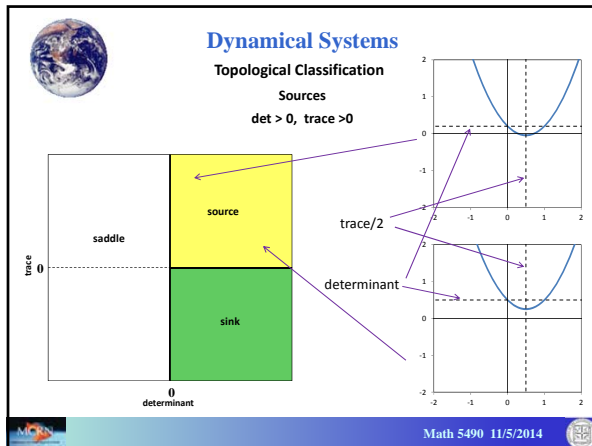 Dynamical Systems
Topological Classification
Sources
det > 0, trace >0
source
saddle
sink
trace
0
0
determinant
trace/2
determinant
2
1
0
-1
-2
-2 -1 0 1 2
2
1
0
-1
-2
-2 -1 0 1 2
MCRN
Math 5490 11/5/2014